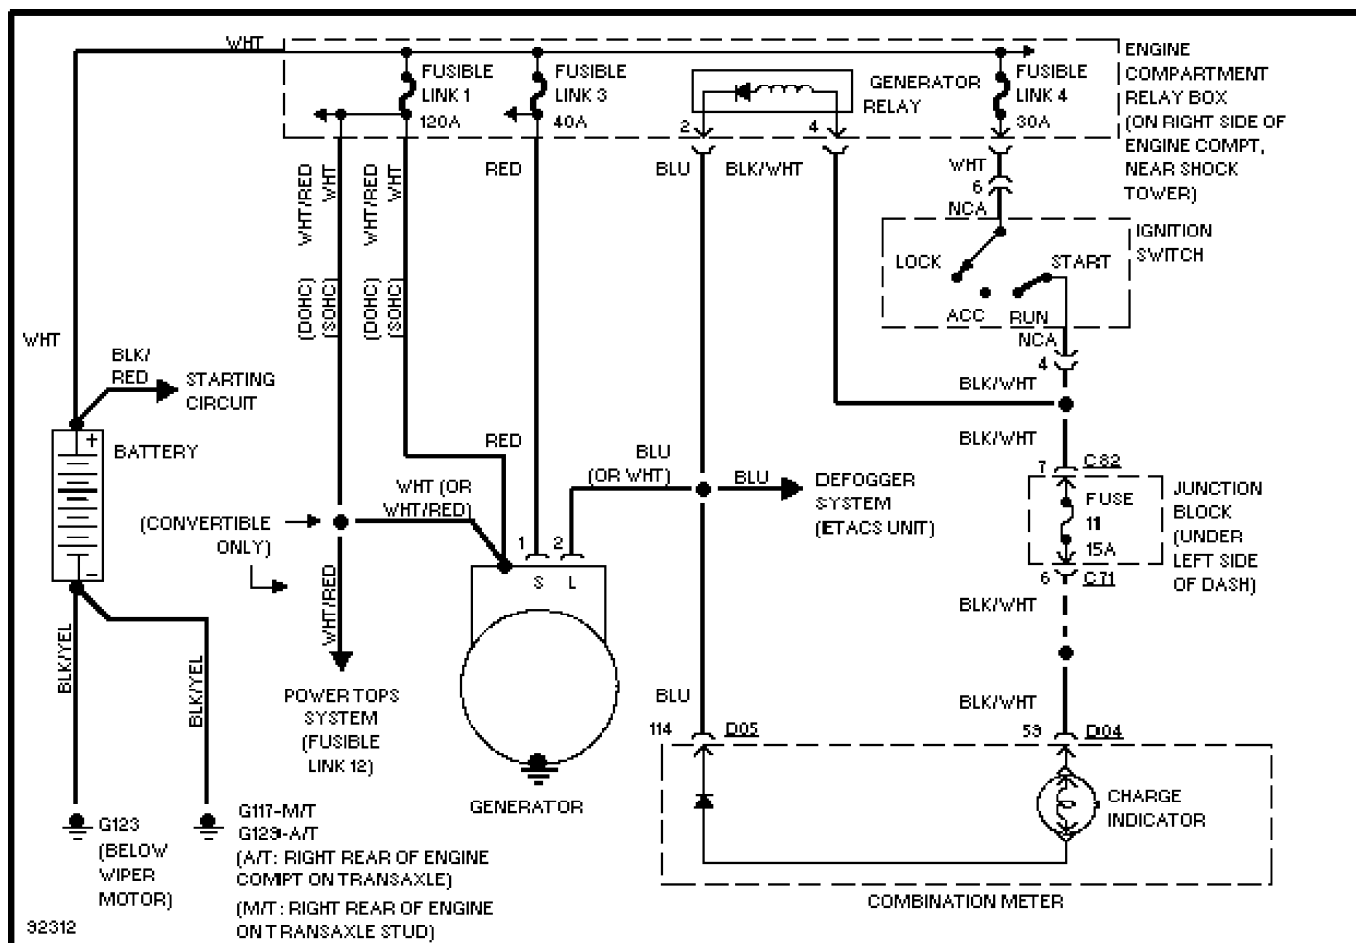 WHT
FUSIBLE
LINK 1
120A
FUSIBLE
LINK 3
40A
GENERATOR
RELAY
2
4
FUSIBLE
LINK 4
30A
ENGINE
COMPARTMENT
RELAY BOX
(ON RIGHT SIDE OF
ENGINE COMPT,
NEAR SHOCK
TOWER)
WHT/RED
WHT
WHT/RED
WHT
(DOHC)
(SOHC)
(DOHC)
(SOHC)
RED
BLU
BLK/WHT
WHT
6
NCA
IGNITION
SWITCH
LOCK
START
ACC
RUN
NCA
4
BLK/WHT
WHT
BLK/
RED
STARTING
CIRCUIT
+
BATTERY
–
RED
BLU
(OR WHT)
BLU
DEFOGGER
SYSTEM
(ETACS UNIT)
BLK/WHT
7
C82
FUSE
11
15A
JUNCTION
BLOCK
(UNDER
LEFT SIDE
OF DASH)
6
C71
BLK/WHT
WHT (OR
WHT/RED)
(CONVERTIBLE
ONLY)
1
2
S
L
WHT/RED
BLK/YEL
BLK/YEL
POWER TOPS
SYSTEM
(FUSIBLE
LINK 12)
GENERATOR
BLU
114
D05
BLK/WHT
53
D04
CHARGE
INDICATOR
COMBINATION METER
G123
(BELOW
WIPER
MOTOR)
G117-M/T
G129-A/T
(A/T: RIGHT REAR OF ENGINE
COMPT ON TRANSAXLE)
(M/T: RIGHT REAR OF ENGINE
ON TRANSAXLE STUD)
92312